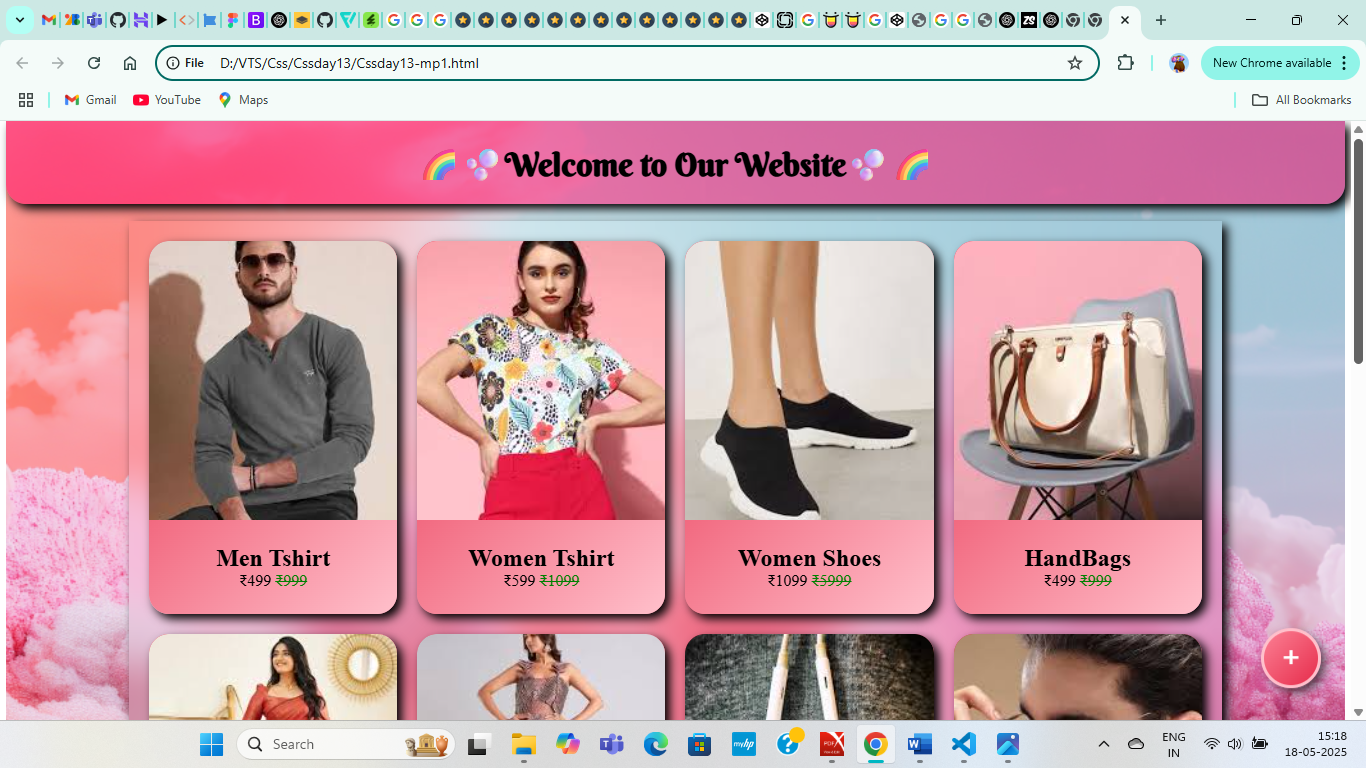 File D:/VTS/Css/Cssday13/Cssday13-mp1.html
New Chrome available
Gmail YouTube Maps All Bookmarks
🌈 🫧Welcome to Our Website🫧 🌈
Men Tshirt
₹499 ₹999
Women Tshirt
₹599 ₹1099
Women Shoes
₹1099 ₹5999
HandBags
₹499 ₹999
+
Search
ENG
IN
15:18
18-05-2025